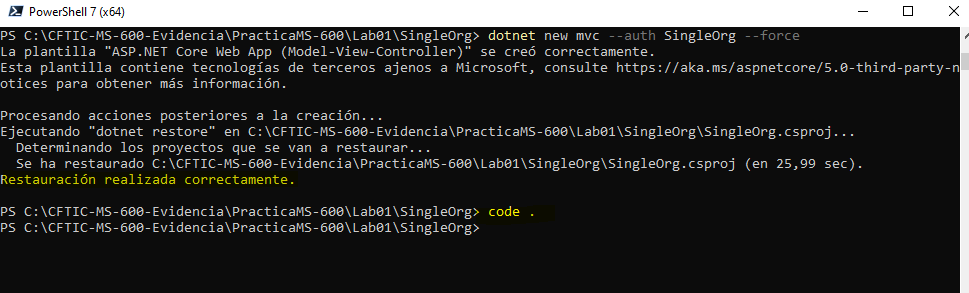 PowerShell 7 (x64)
PS C:\CFTIC-MS-600-Evidencia\PracticaMS-600\Lab01\SingleOrg> dotnet new mvc --auth SingleOrg --force
La plantilla "ASP.NET Core Web App (Model-View-Controller)" se creó correctamente.
Esta plantilla contiene tecnologías de terceros ajenos a Microsoft, consulte https://aka.ms/aspnetcore/5.0-third-party-n
otices para obtener más información.
Procesando acciones posteriores a la creación...
Ejecutando "dotnet restore" en C:\CFTIC-MS-600-Evidencia\PracticaMS-600\Lab01\SingleOrg\SingleOrg.csproj...
  Determinando los proyectos que se van a restaurar...
  Se ha restaurado C:\CFTIC-MS-600-Evidencia\PracticaMS-600\Lab01\SingleOrg\SingleOrg.csproj (en 25,99 sec).
Restauración realizada correctamente.
PS C:\CFTIC-MS-600-Evidencia\PracticaMS-600\Lab01\SingleOrg> code .
PS C:\CFTIC-MS-600-Evidencia\PracticaMS-600\Lab01\SingleOrg>